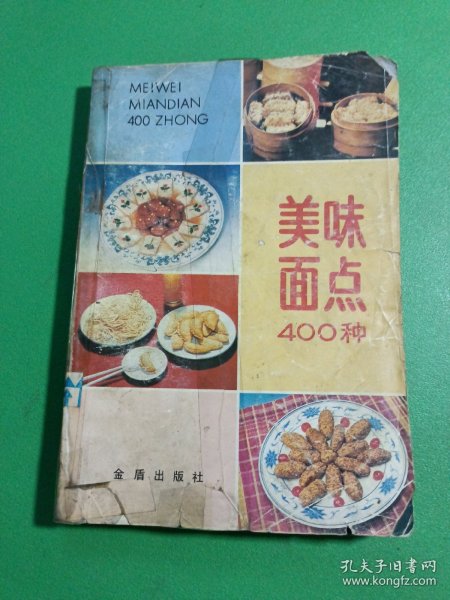 MEIWEI
MIANDIAN
400 ZHONG
美味
面点
400种
金盾出版社
孔夫子旧书网
www.kongfz.com